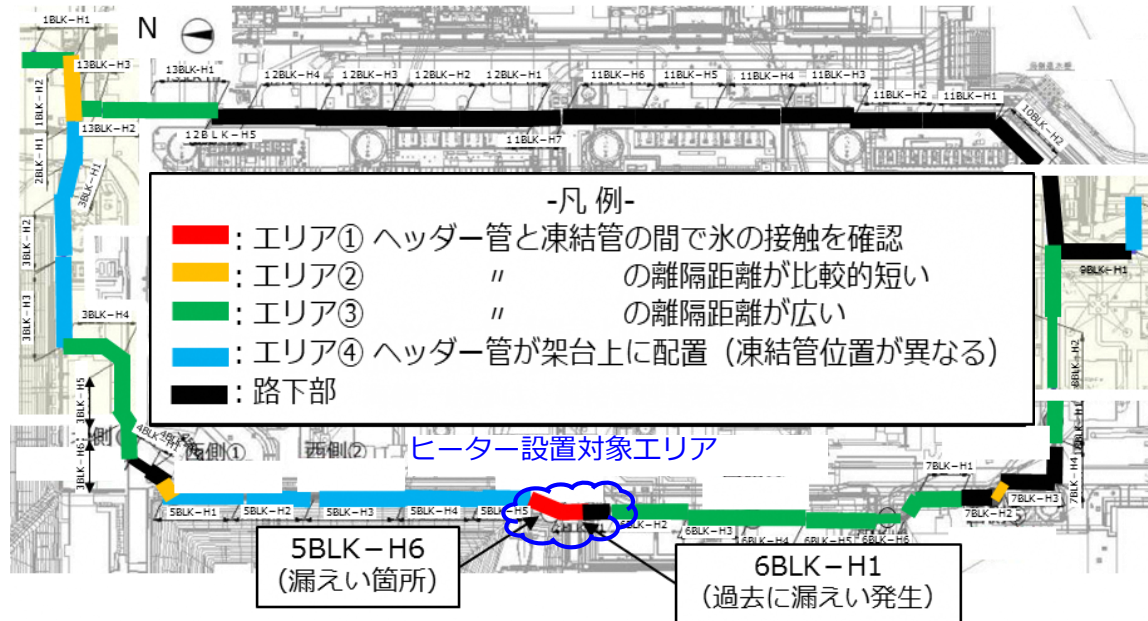 1BLK-H1
N
13BLK-H3
13BLK-H1
12BLK-H4
12BLK-H3
12BLK-H2
12BLK-H1
11BLK-H6
11BLK-H5
11BLK-H4
11BLK-H3
11BLK-H2
11BLK-H1
10BLK-H2
1BLK-H2
13BLK-H2
12BLK-H5
11BLK-H7
2BLK-H1
3BLK-H1
3BLK-H2
3BLK-H3
3BLK-H4
9BLK-H1
-凡 例-
: エリア① ヘッダー管と凍結管の間で氷の接触を確認
: エリア② 〃 の離隔距離が比較的短い
: エリア③ 〃 の離隔距離が広い
: エリア④ ヘッダー管が架台上に配置（凍結管位置が異なる）
: 路下部
8BLK-H2
3BLK-H5
3BLK-H6
側
西側①
西側②
ヒーター設置対象エリア
7BLK-H1
7BLK-H4
7BLK-H3
7BLK-H2
5BLK-H1
5BLK-H2
5BLK-H3
5BLK-H4
5BLK-H5
6BLK-H2
6BLK-H3
6BLK-H4
6BLK-H5
6BLK-H6
5BLK-H6
（漏えい箇所）
6BLK-H1
（過去に漏えい発生）